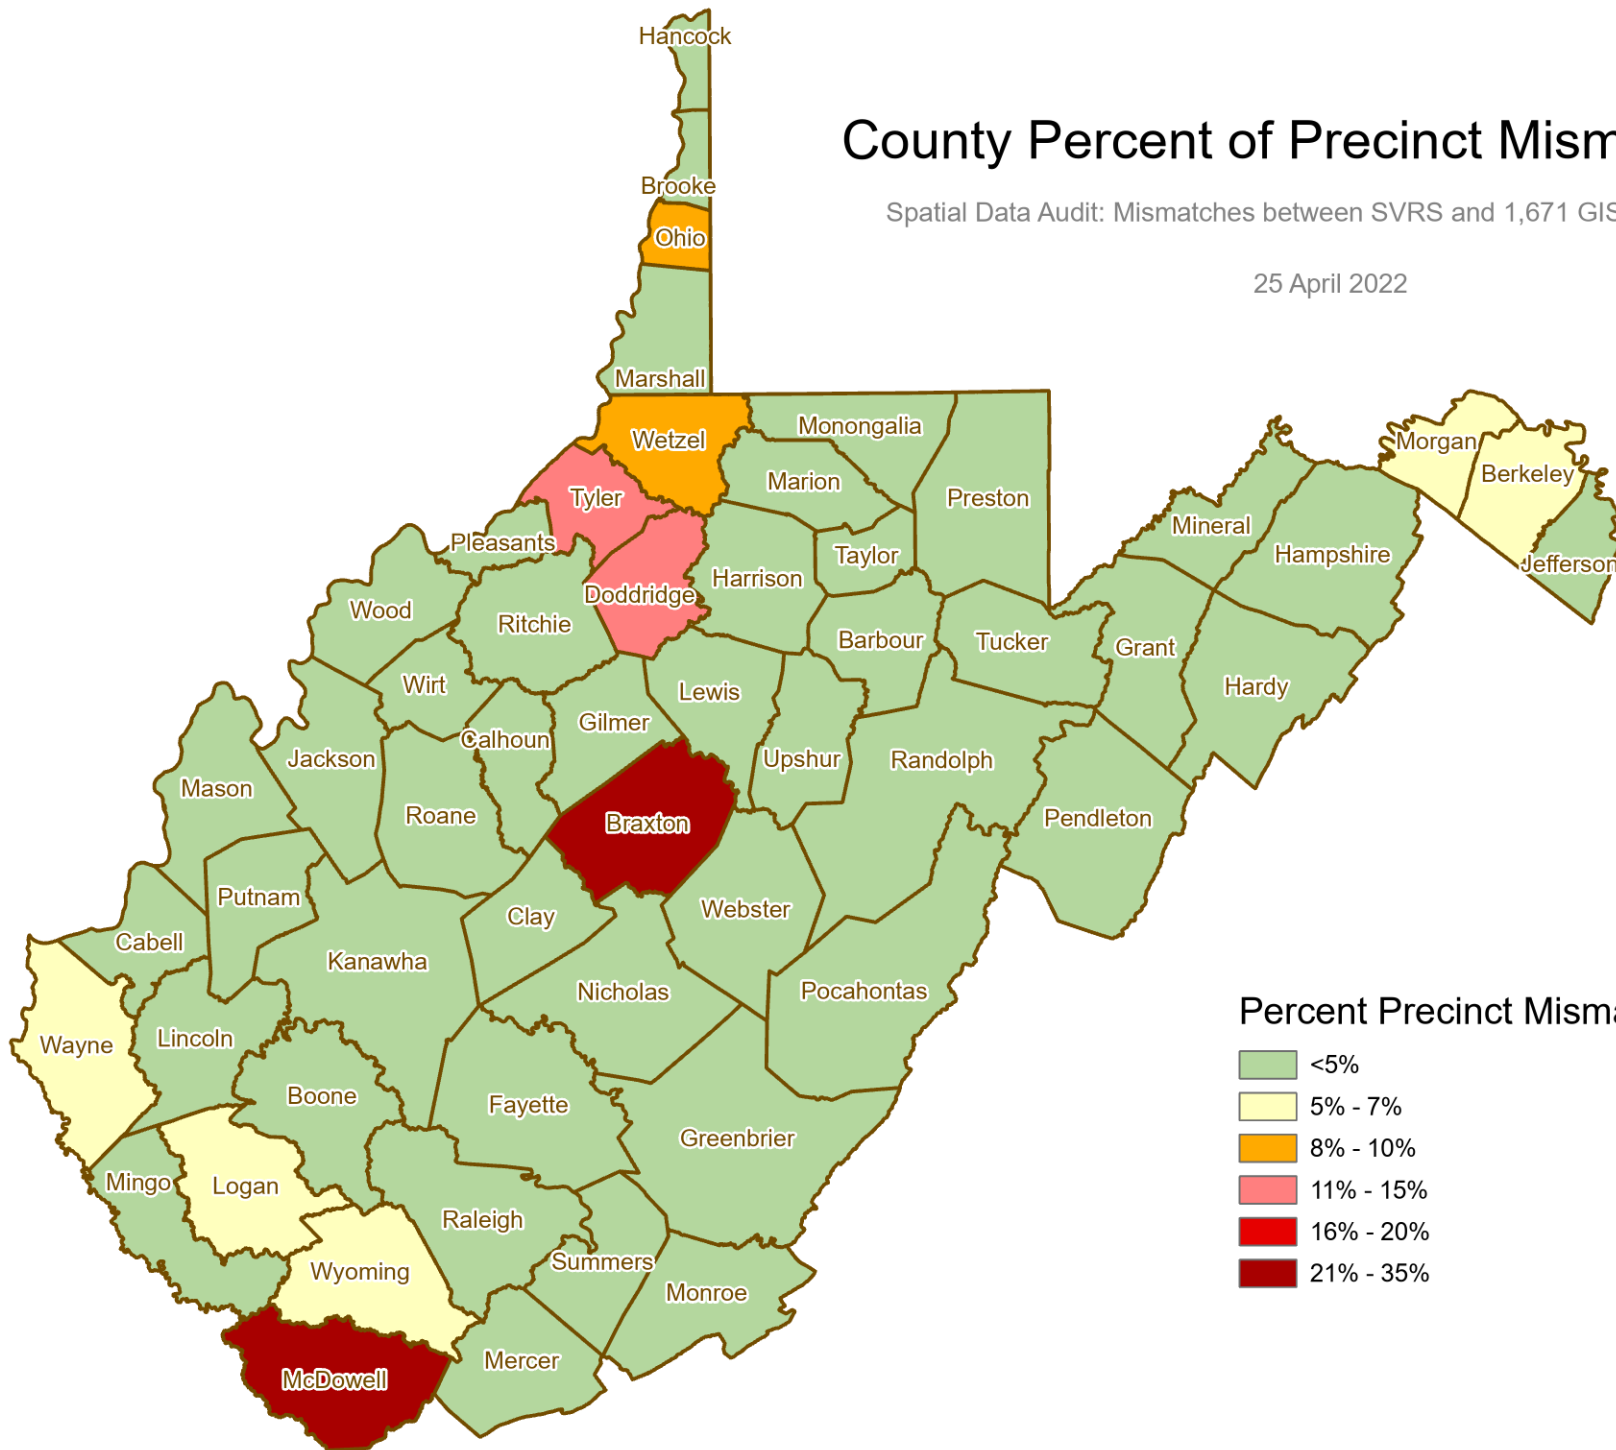 Hancock
County Percent of Precinct Mism
Brooke
Spatial Data Audit: Mismatches between SVRS and 1,671 GIS
Ohio
25 April 2022
Marshall
Monongalia
Wetzel
Morgan
Berkeley
Marion
Tyler
Preston
Mineral
Pleasants
Taylor
Hampshire
Jefferson
Harrison
Doddridge
Wood
Ritchie
Barbour
Tucker
Grant
Wirt
Lewis
Hardy
Gilmer
Calhoun
Jackson
Upshur
Randolph
Mason
Roane
Braxton
Pendleton
Putnam
Clay
Webster
Cabell
Kanawha
Nicholas
Pocahontas
Percent Precinct Misma
Lincoln
Wayne
<5%
Boone
Fayette
5% - 7%
Greenbrier
8% - 10%
Mingo
Logan
11% - 15%
Raleigh
16% - 20%
Summers
Wyoming
21% - 35%
Monroe
Mercer
McDowell